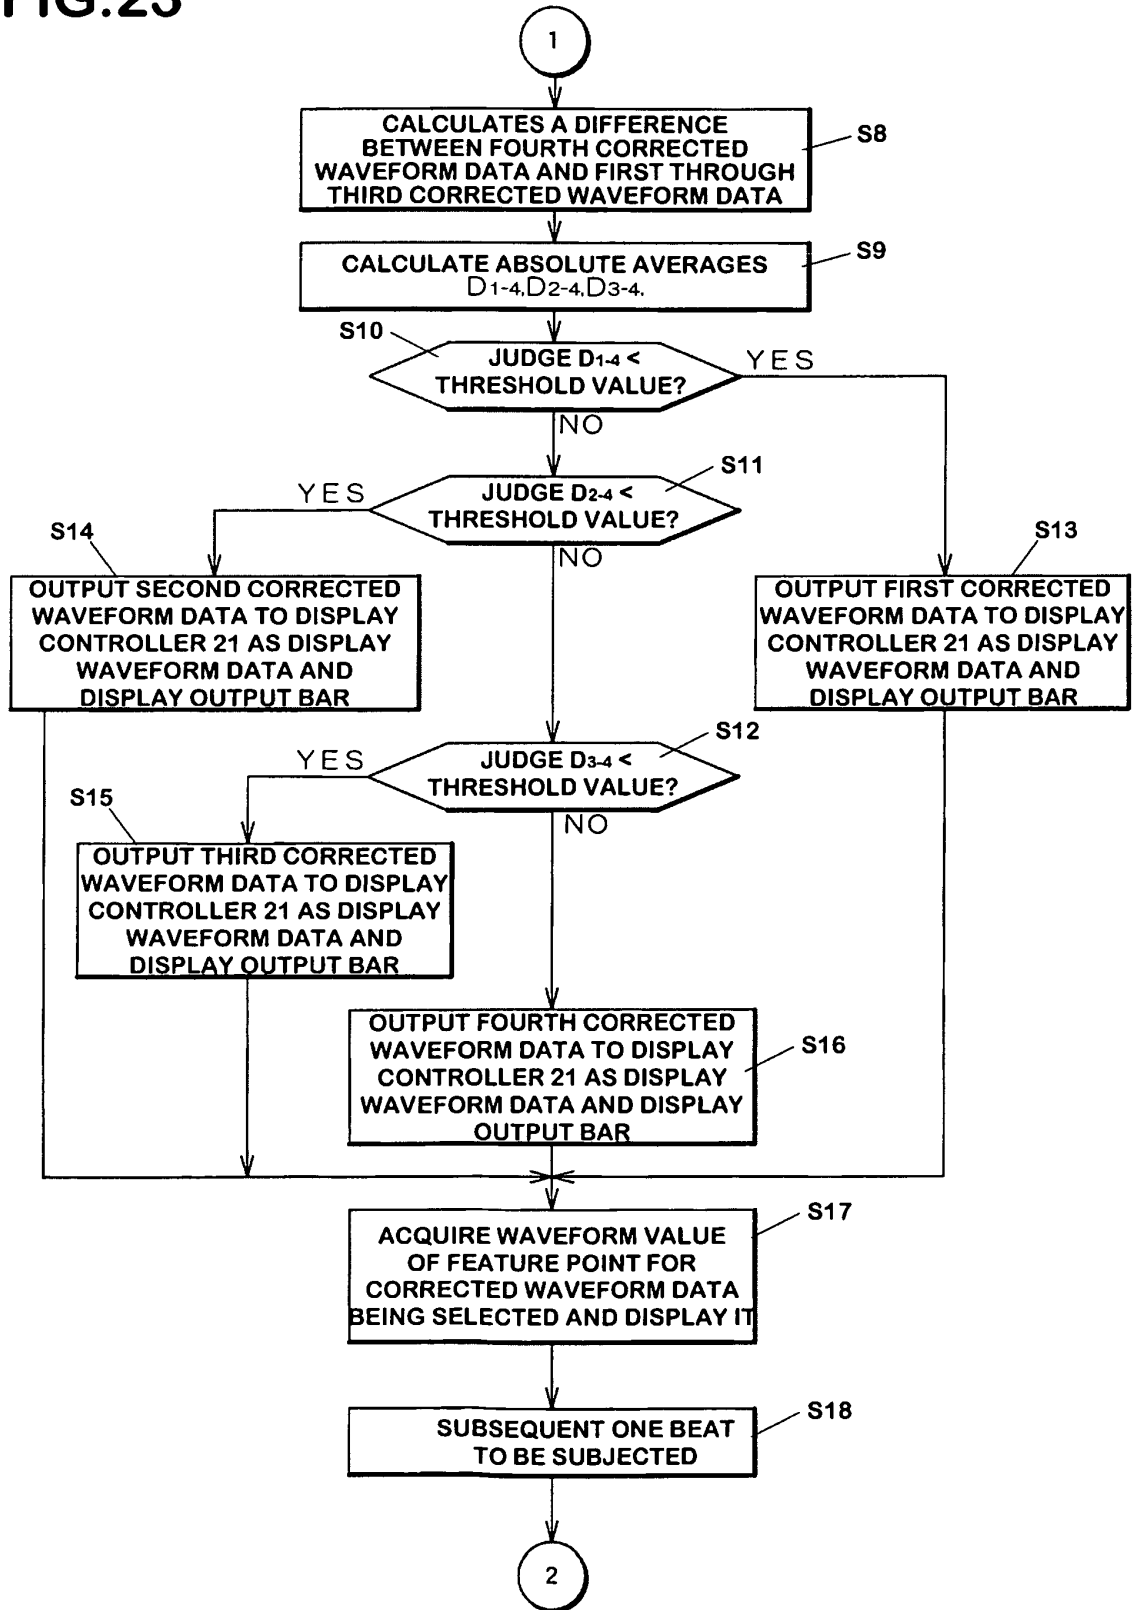 FIG.23
1
CALCULATES A DIFFERENCE
BETWEEN FOURTH CORRECTED
WAVEFORM DATA AND FIRST THROUGH
THIRD CORRECTED WAVEFORM DATA
S8
CALCULATE ABSOLUTE AVERAGES
D1-4,D2-4,D3-4.
S9
S10
JUDGE D1-4 <
THRESHOLD VALUE?
YES
NO
S11
JUDGE D2-4 <
THRESHOLD VALUE?
YES
NO
S14
OUTPUT SECOND CORRECTED
WAVEFORM DATA TO DISPLAY
CONTROLLER 21 AS DISPLAY
WAVEFORM DATA AND
DISPLAY OUTPUT BAR
S13
OUTPUT FIRST CORRECTED
WAVEFORM DATA TO DISPLAY
CONTROLLER 21 AS DISPLAY
WAVEFORM DATA AND
DISPLAY OUTPUT BAR
S12
JUDGE D3-4 <
THRESHOLD VALUE?
YES
NO
S15
OUTPUT THIRD CORRECTED
WAVEFORM DATA TO DISPLAY
CONTROLLER 21 AS DISPLAY
WAVEFORM DATA AND
DISPLAY OUTPUT BAR
OUTPUT FOURTH CORRECTED
WAVEFORM DATA TO DISPLAY
CONTROLLER 21 AS DISPLAY
WAVEFORM DATA AND DISPLAY
OUTPUT BAR
S16
S17
ACQUIRE WAVEFORM VALUE
OF FEATURE POINT FOR
CORRECTED WAVEFORM DATA
BEING SELECTED AND DISPLAY IT
S18
SUBSEQUENT ONE BEAT
TO BE SUBJECTED
2